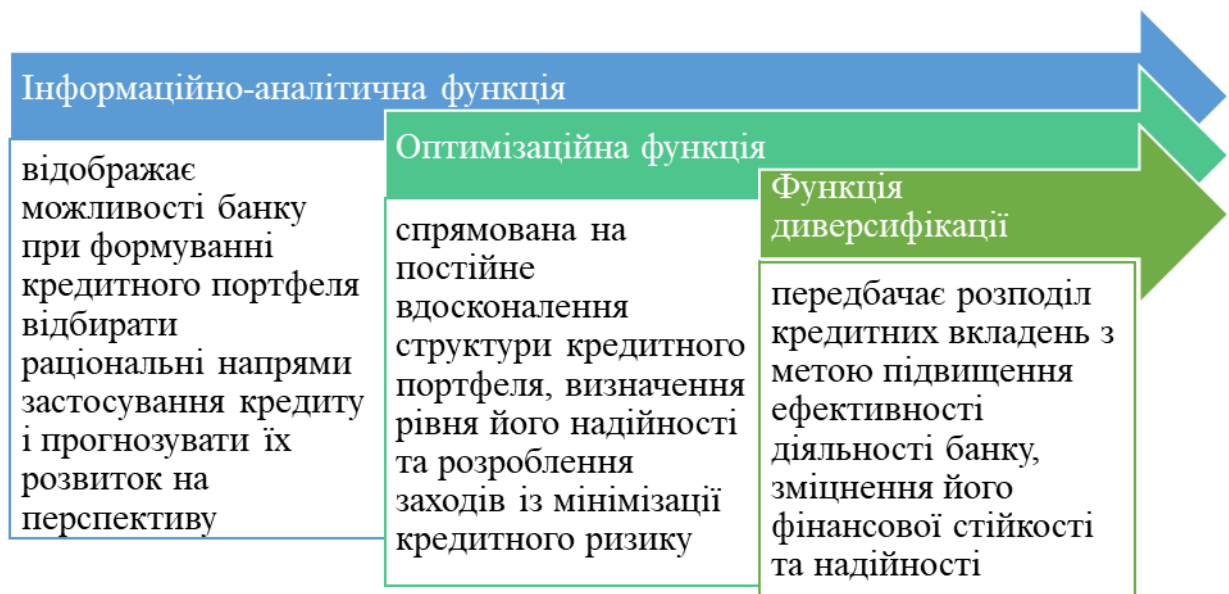 Інформаційно-аналітична функція
відображає
можливості банку
при формуванні
кредитного портфеля
відбирати
раціональні напрями
застосування кредиту
і прогнозувати їх
розвиток на
перспективу
Оптимізаційна функція
спрямована на
постійне
вдосконалення
структури кредитного
портфеля, визначення
рівня його надійності
та розроблення
заходів із мінімізації
кредитного ризику
Функція
диверсифікації
передбачає розподіл
кредитних вкладень з
метою підвищення
ефективності
діяльності банку,
зміцнення його
фінансової стійкості
та надійності